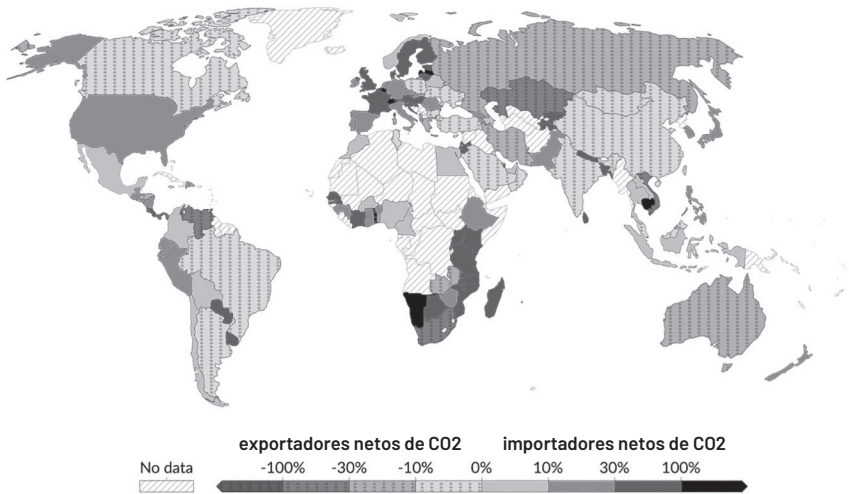 exportadores netos de CO2 importadores netos de CO2
No data -100% -30% -10% 0% 10% 30% 100%